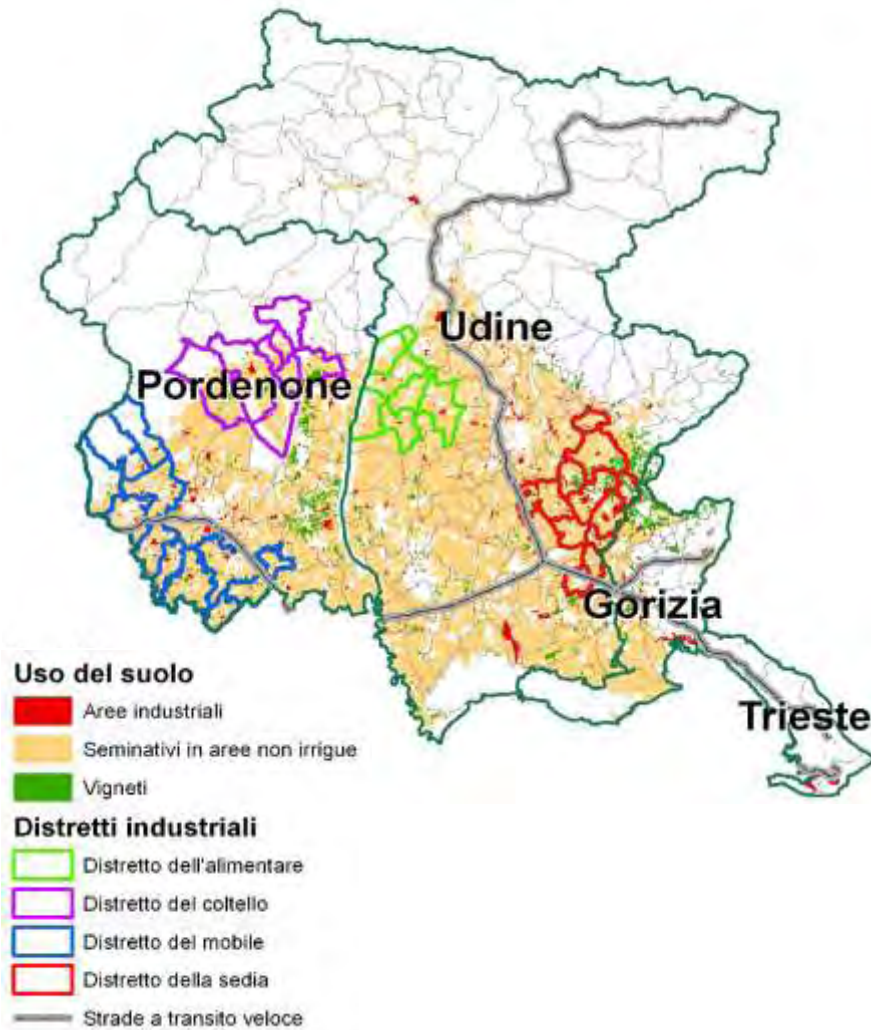 Udine
Pordenone
Gorizia
Trieste
Uso del suolo
Aree industriali
Seminativi in aree non irrigue
Vigneti
Distretti industriali
Distretto dell'alimentare
Distretto del coltello
Distretto del mobile
Distretto della sedia
Strade a transito veloce